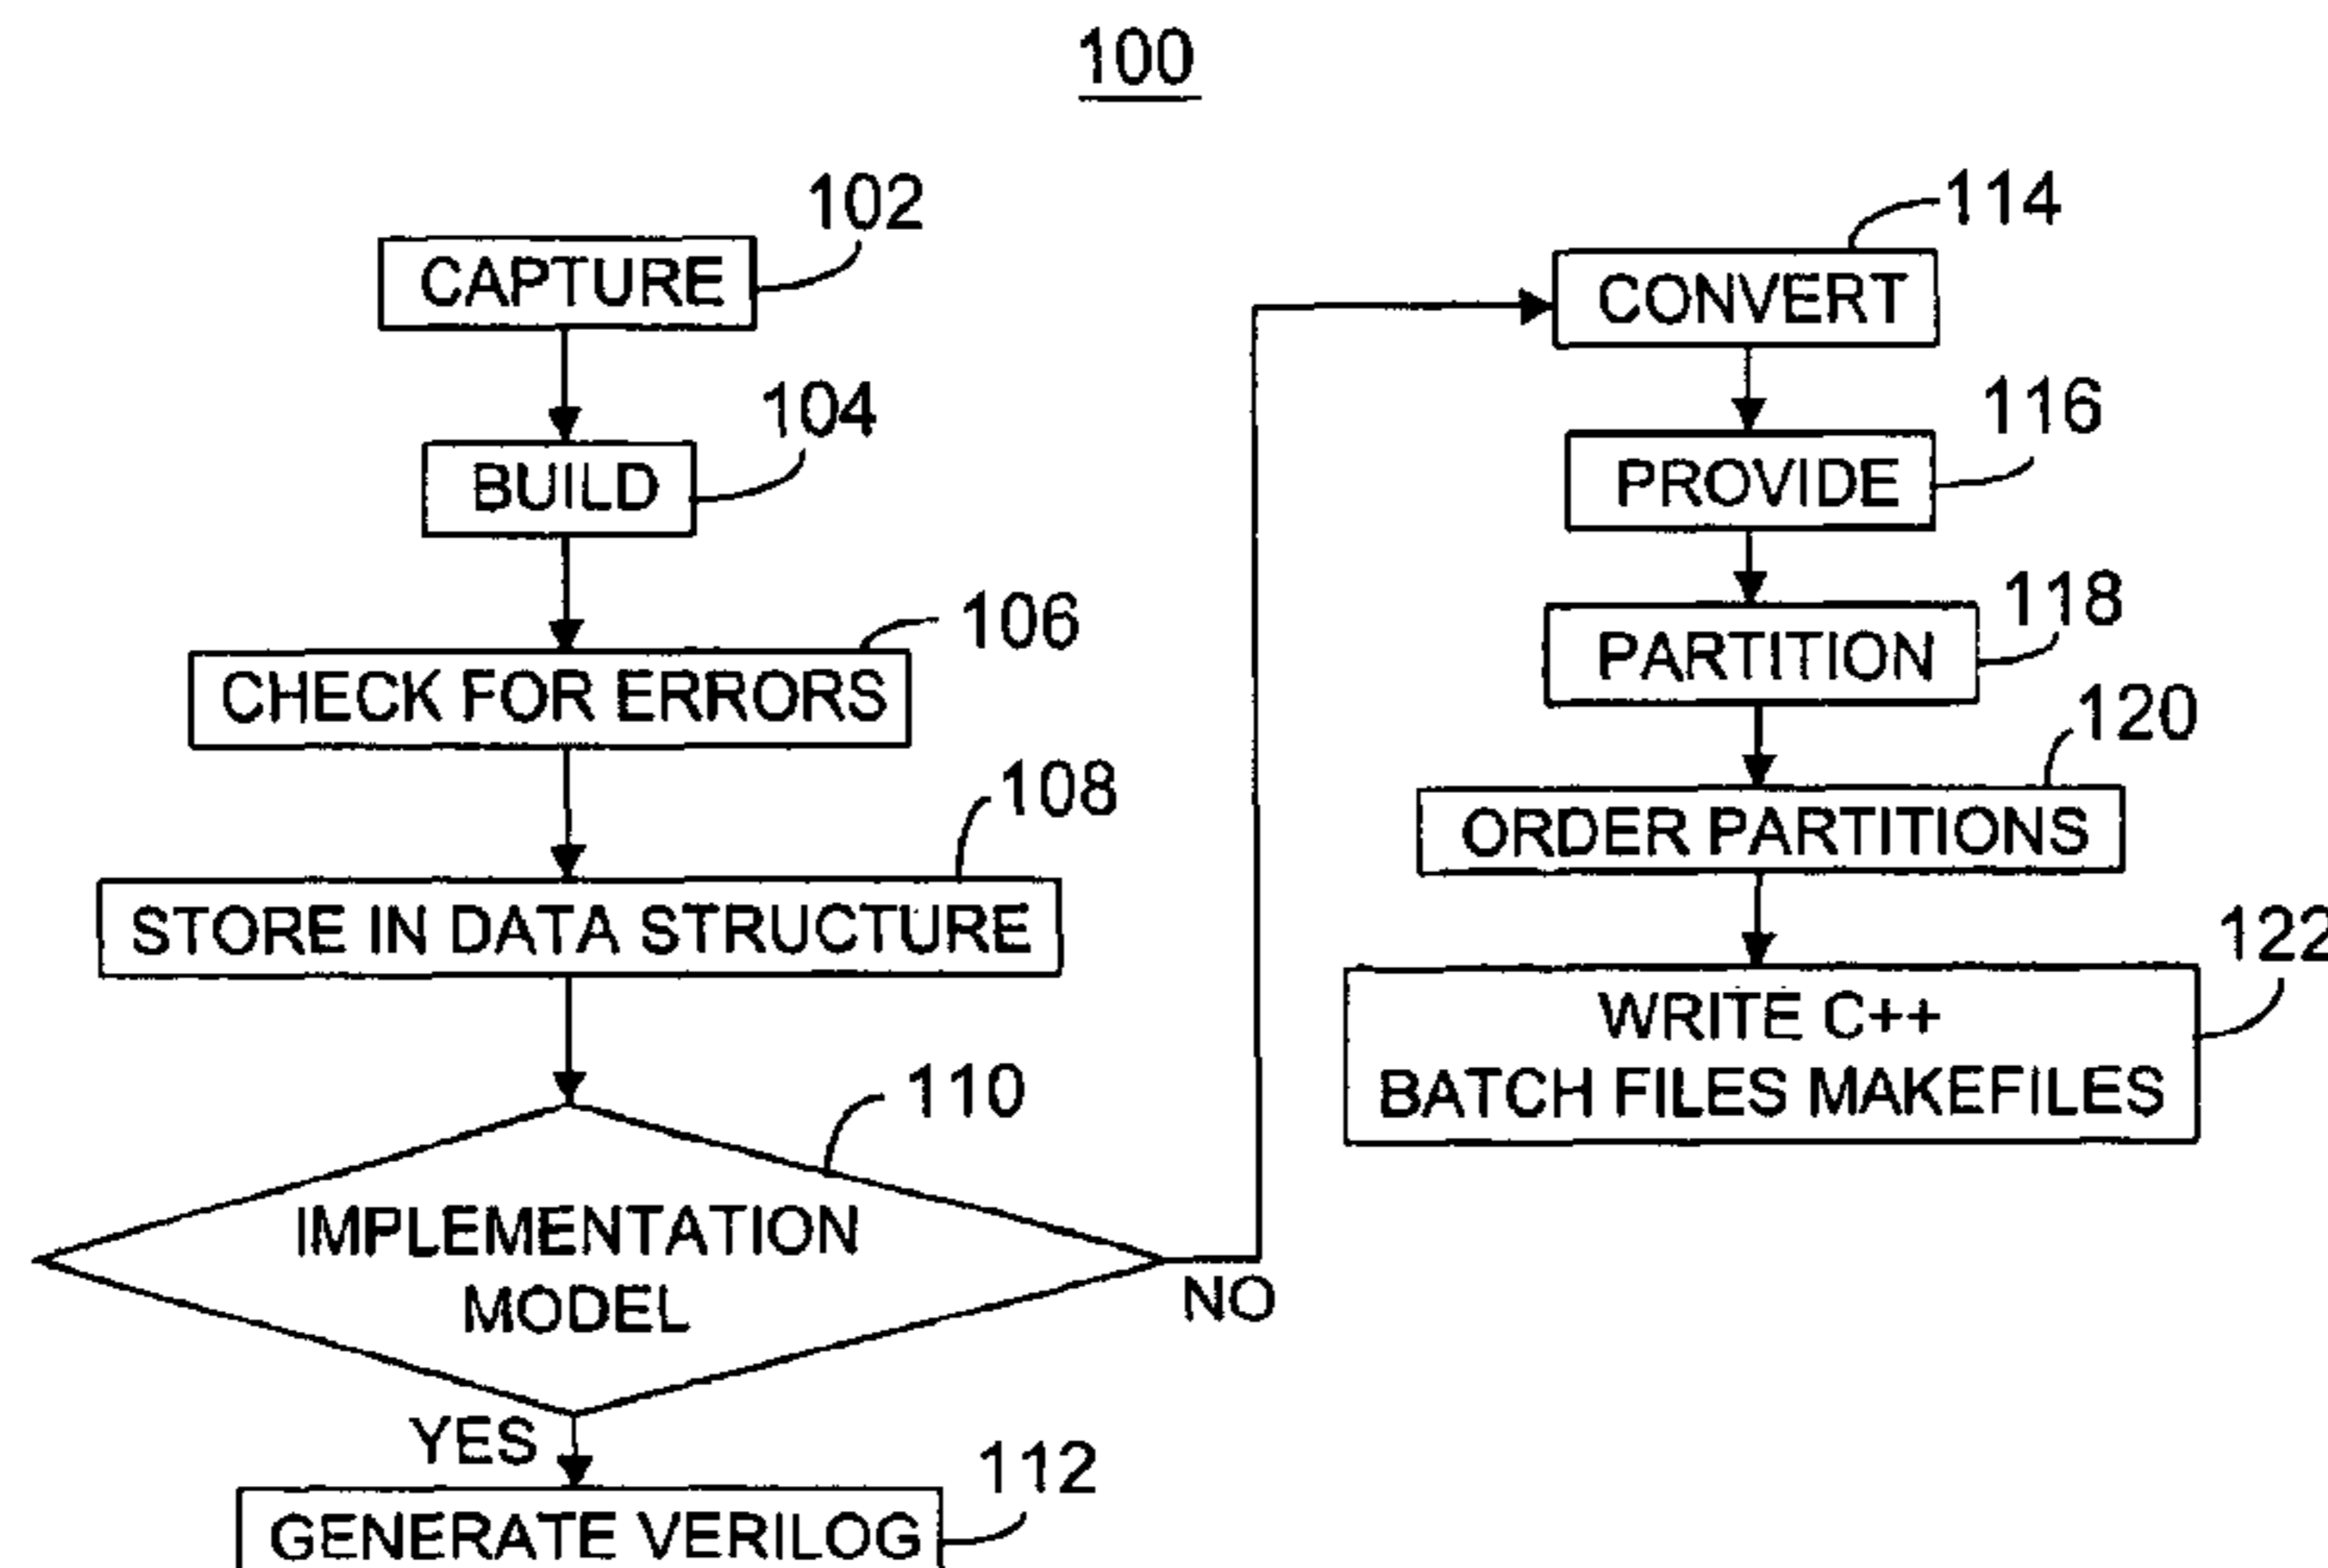 100
102
CAPTURE
104
BUILD
106
CHECK FOR ERRORS
108
STORE IN DATA STRUCTURE
110
IMPLEMENTATION
MODEL
NO
YES
112
GENERATE VERILOG
114
CONVERT
116
PROVIDE
118
PARTITION
120
ORDER PARTITIONS
122
WRITE C++
BATCH FILES MAKEFILES